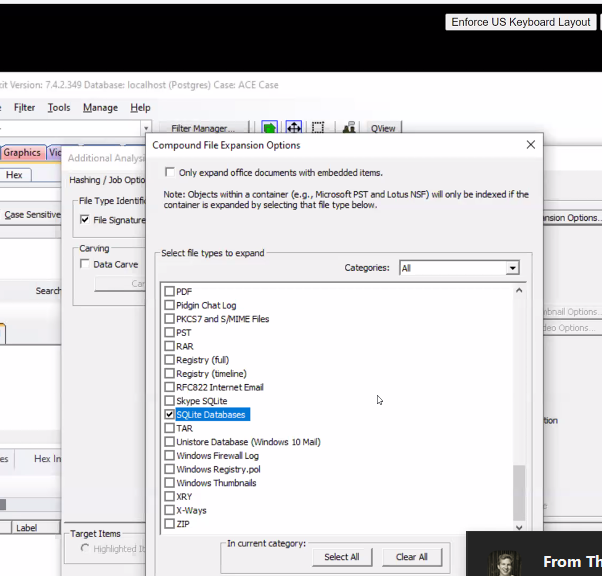 Enforce US Keyboard Layout
kit Version: 7.4.2.349 Database: localhost (Postgres) Case: ACE Case
Filter Tools Manage Help
Filter Manager... QView
Graphics
Hex
Case Sensitive
Search
Label
Additional Analysis
Hashing / Job Optio
File Type Identifi
File Signature
Carving
Data Carve
Car
Target Items
Highlighted It
Compound File Expansion Options
Only expand office documents with embedded items.
Note: Objects within a container (e.g., Microsoft PST and Lotus NSF) will only be indexed if the
container is expanded by selecting that file type below.
Select file types to expand
Categories: All
PDF
Pidgin Chat Log
PKCS7 and S/MIME Files
PST
RAR
Registry (full)
Registry (timeline)
RFC822 Internet Email
Skype SQLite
SQLite Databases
TAR
Unistore Database (Windows 10 Mail)
Windows Firewall Log
Windows Registry.pol
Windows Thumbnails
XRY
X-Ways
ZIP
In current category:
Select All Clear All
ansion Options..
bnail Options..
deo Options...
tion
es Hex In
From Th